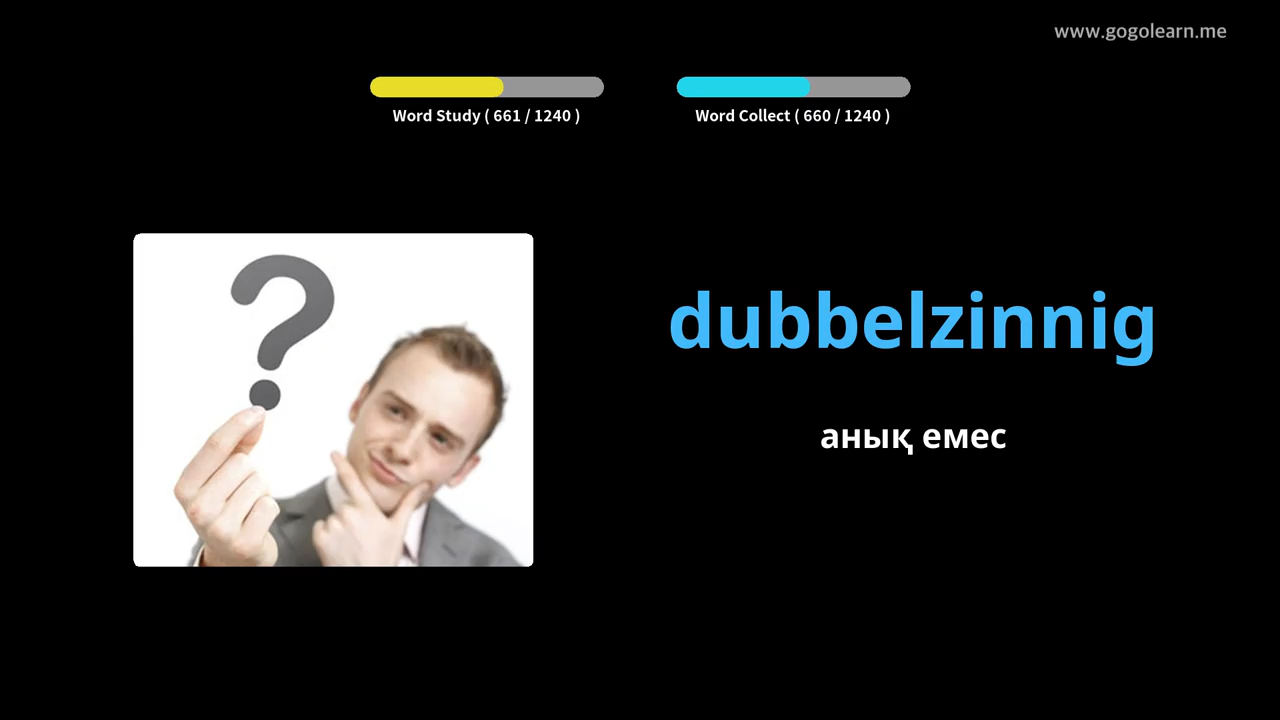 www.gogolearn.me
Word Study ( 661 / 1240 )
Word Collect ( 660 / 1240 )
dubbelzinnig
анық емес